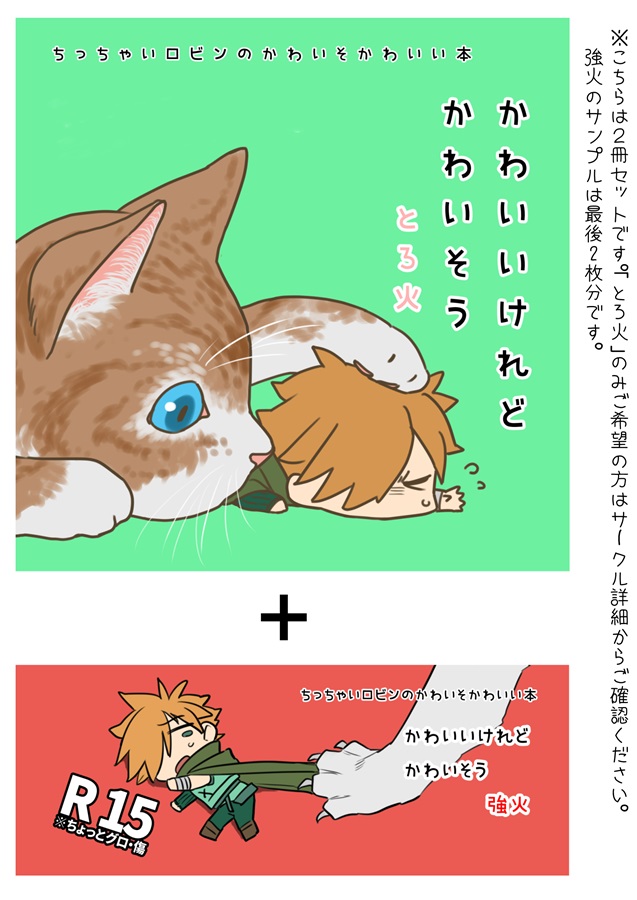 ※こちらは2冊セットです。「とろ火」のみご希望の方はサークル詳細からご確認ください。
強火のサンプルは最後2枚分です。
ちっちゃいロビンのかわいそかわいい本
かわいいけれど
かわいそう
とろ火
+
ちっちゃいロビンのかわいそかわいい本
かわいいけれど
かわいそう
強火
R15
※ちょっとグロ・傷